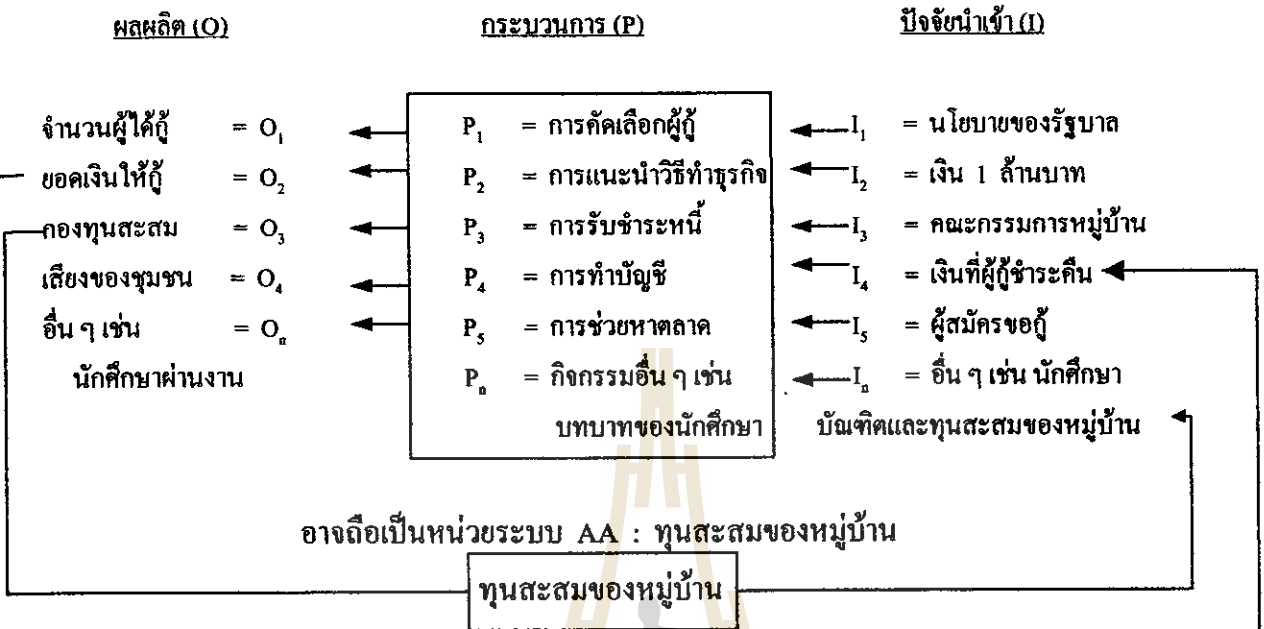 ผลผลิต (O) กระบวนการ (P) ปัจจัยนำเข้า (I)
จำนวนผู้ได้กู้ = O₁ P₁ = การคัดเลือกผู้กู้ I₁ = นโยบายของรัฐบาล
ยอดเงินให้กู้ = O₂ P₂ = การแนะนำวิธีทำธุรกิจ I₂ = เงิน 1 ล้านบาท
กองทุนสะสม = O₃ P₃ = การรับชำระหนี้ I₃ = คณะกรรมการหมู่บ้าน
เสียงของชุมชน = O₄ P₄ = การทำบัญชี I₄ = เงินที่ผู้กู้ชำระคืน
อื่น ๆ เช่น = Oₙ P₅ = การช่วยหาตลาด I₅ = ผู้สมัครขอกู้
นักศึกษาผ่านงาน Pₙ = กิจกรรมอื่น ๆ เช่น Iₙ = อื่น ๆ เช่น นักศึกษา
บทบาทของนักศึกษา บัณฑิตและทุนสะสมของหมู่บ้าน
อาจถือเป็นหน่วยระบบ AA : ทุนสะสมของหมู่บ้าน
ทุนสะสมของหมู่บ้าน